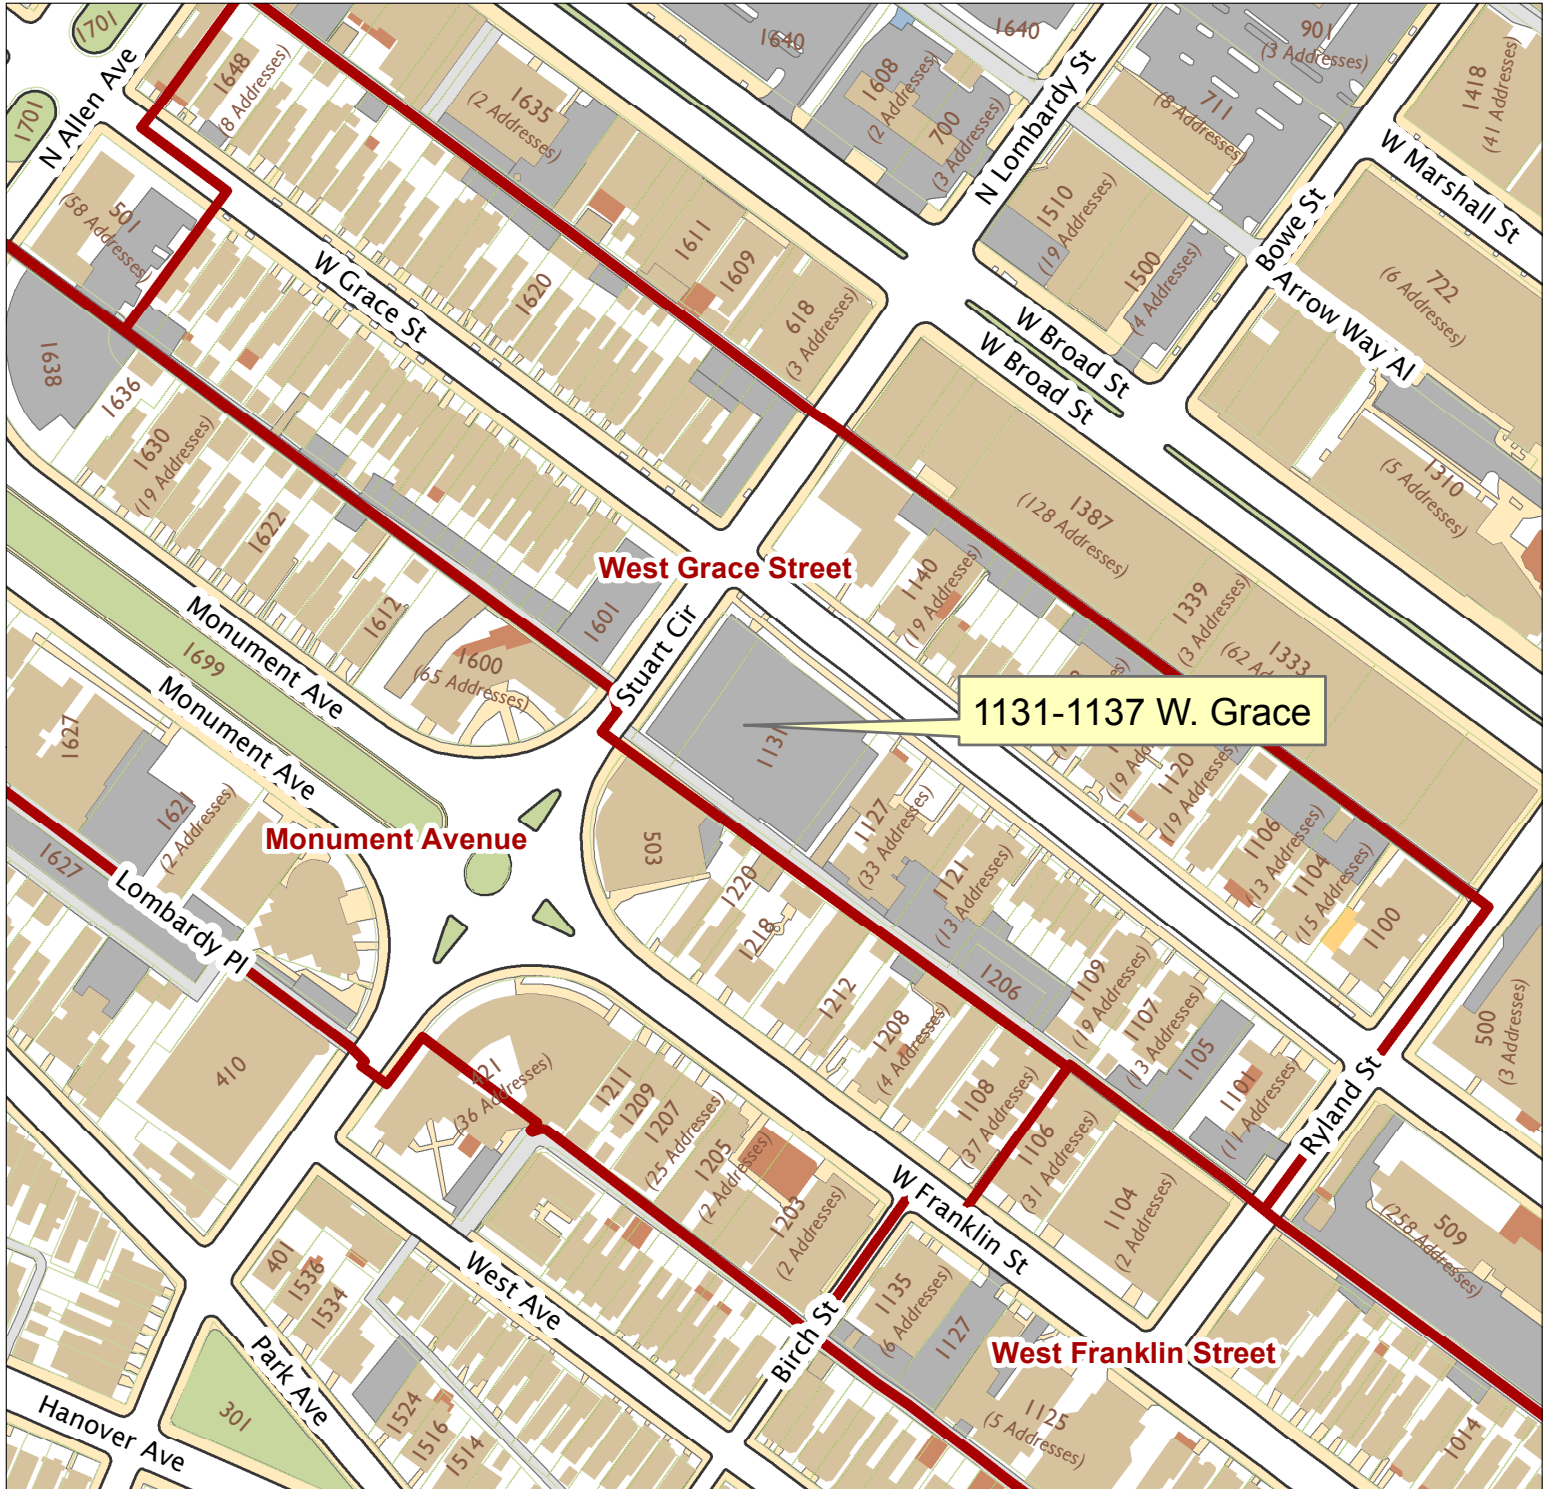 1701
1701
N Allen Ave
1648
(8 Addresses)
1635
(2 Addresses)
1640
1640
1608
(2 Addresses)
700
(3 Addresses)
N Lombardy St
901
(3 Addresses)
711
(8 Addresses)
1418
(41 Addresses)
W Marshall St
501
(58 Addresses)
W Grace St
1620
1611
1609
618
(3 Addresses)
1510
(19 Addresses)
1500
(4 Addresses)
Bowe St
Arrow Way Al
722
(6 Addresses)
W Broad St
W Broad St
1310
(5 Addresses)
1638
1636
1630
(19 Addresses)
1622
1612
1601
1600
(65 Addresses)
West Grace Street
1387
(128 Addresses)
1140
(19 Addresses)
1339
(3 Addresses)
1333
Monument Ave
1699
Monument Ave
Stuart Cir
1131
1131-1137 W. Grace
1627
1621
(2 Addresses)
Monument Avenue
1627
Lombardy Pl
503
1127
(33 Addresses)
1121
(13 Addresses)
1120
(19 Addresses)
(19
1106
(13 Addresses)
1104
(15 Addresses)
1100
1220
1218
1212
1208
(4 Addresses)
1206
1109
(19 Addresses)
1107
(13 Addresses)
1105
1101
(11 Addresses)
Ryland St
500
(3 Addresses)
410
421
(36 Addresses)
1211
1209
1207
(25 Addresses)
1205
(2 Addresses)
1203
(2 Addresses)
1108
(37 Addresses)
1106
(31 Addresses)
1104
(2 Addresses)
W Franklin St
509
(258 Addresses)
401
1536
1534
West Ave
Birch St
1135
(6 Addresses)
1127
West Franklin Street
1125
(5 Addresses)
1014
Park Ave
301
Hanover Ave
1524
1516
1514